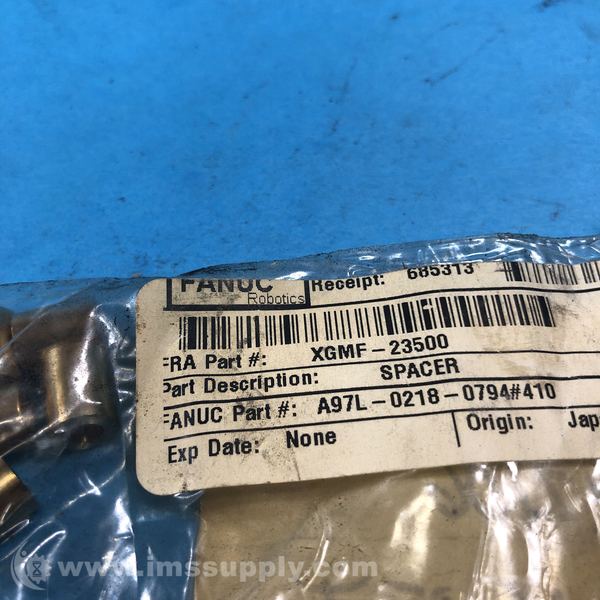 FANUC
Robotics
Receipt: 685313
FRA Part #: XGMF-23500
Part Description: SPACER
FANUC Part #: A97L-0218-0794#410
Exp Date: None
Origin: Jap
www.imssupply.com